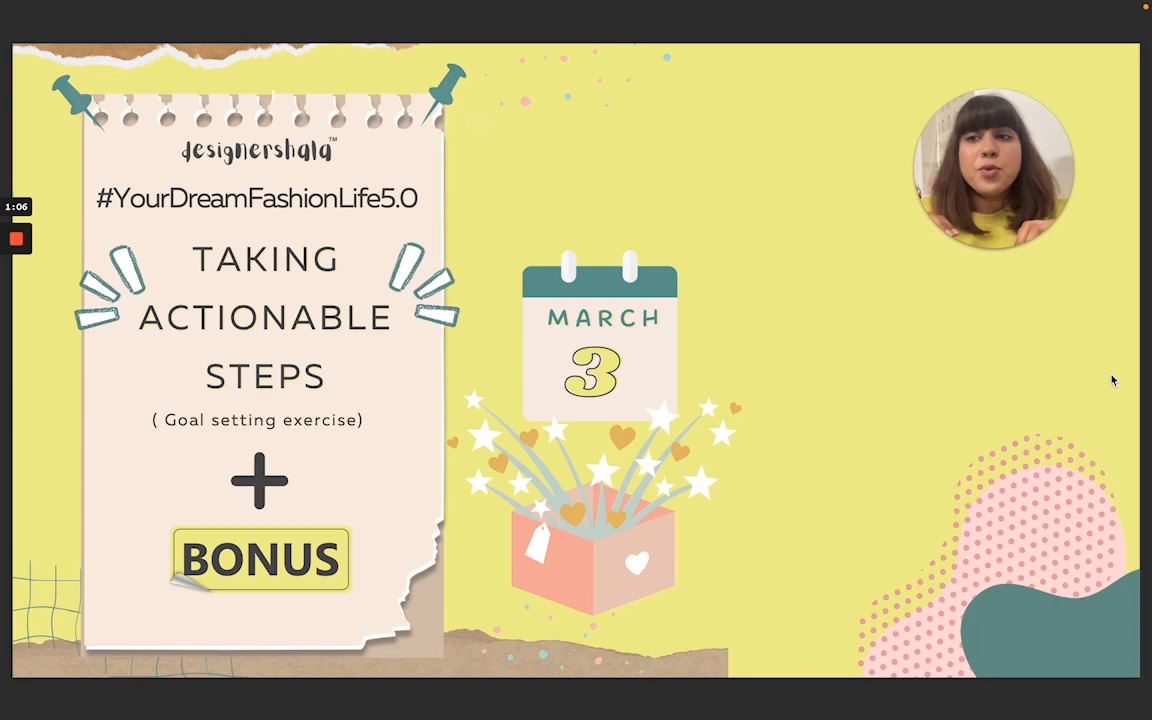 designershala™
#YourDreamFashionLife5.0
TAKING
ACTIONABLE
STEPS
( Goal setting exercise)
+
BONUS
MARCH
3
1:06